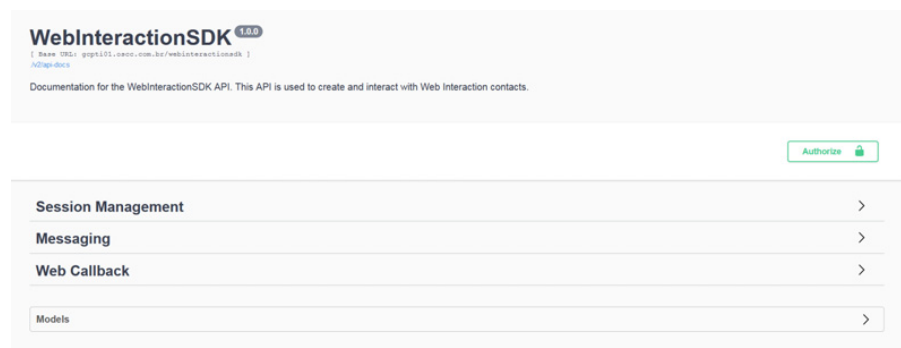 WebInteractionSDK 1.0.0
[ Base URL: gcpti01.oscc.com.br/webinteractionsdk ]
/v2/api-docs
Documentation for the WebInteractionSDK API. This API is used to create and interact with Web Interaction contacts.
Authorize
Session Management
Messaging
Web Callback
Models